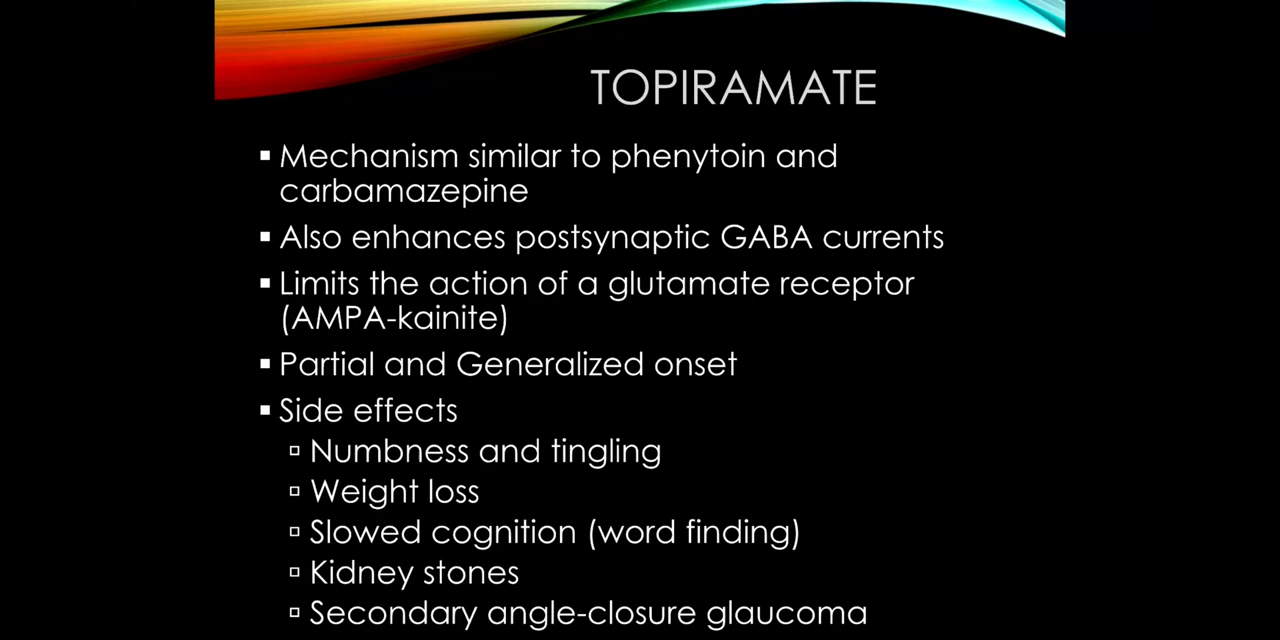 TOPIRAMATE
▪ Mechanism similar to phenytoin and
carbamazepine
▪ Also enhances postsynaptic GABA currents
▪ Limits the action of a glutamate receptor
(AMPA-kainite)
▪ Partial and Generalized onset
▪ Side effects
▫ Numbness and tingling
▫ Weight loss
▫ Slowed cognition (word finding)
▫ Kidney stones
▫ Secondary angle-closure glaucoma